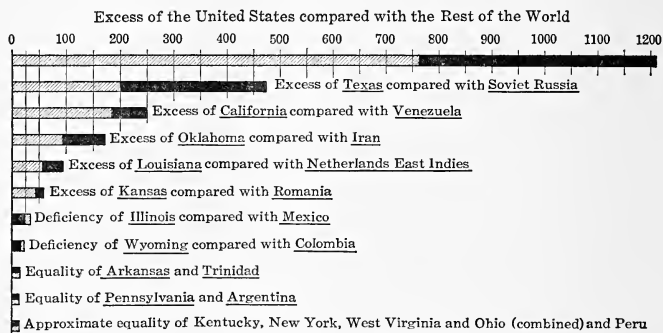 Excess of the United States compared with the Rest of the World
0 100 200 300 400 500 600 700 800 900 1000 1100 1200
Excess of Texas compared with Soviet Russia
Excess of California compared with Venezuela
Excess of Oklahoma compared with Iran
Excess of Louisiana compared with Netherlands East Indies
Excess of Kansas compared with Romania
Deficiency of Illinois compared with Mexico
Deficiency of Wyoming compared with Colombia
Equality of Arkansas and Trinidad
Equality of Pennsylvania and Argentina
Approximate equality of Kentucky, New York, West Virginia and Ohio (combined) and Peru